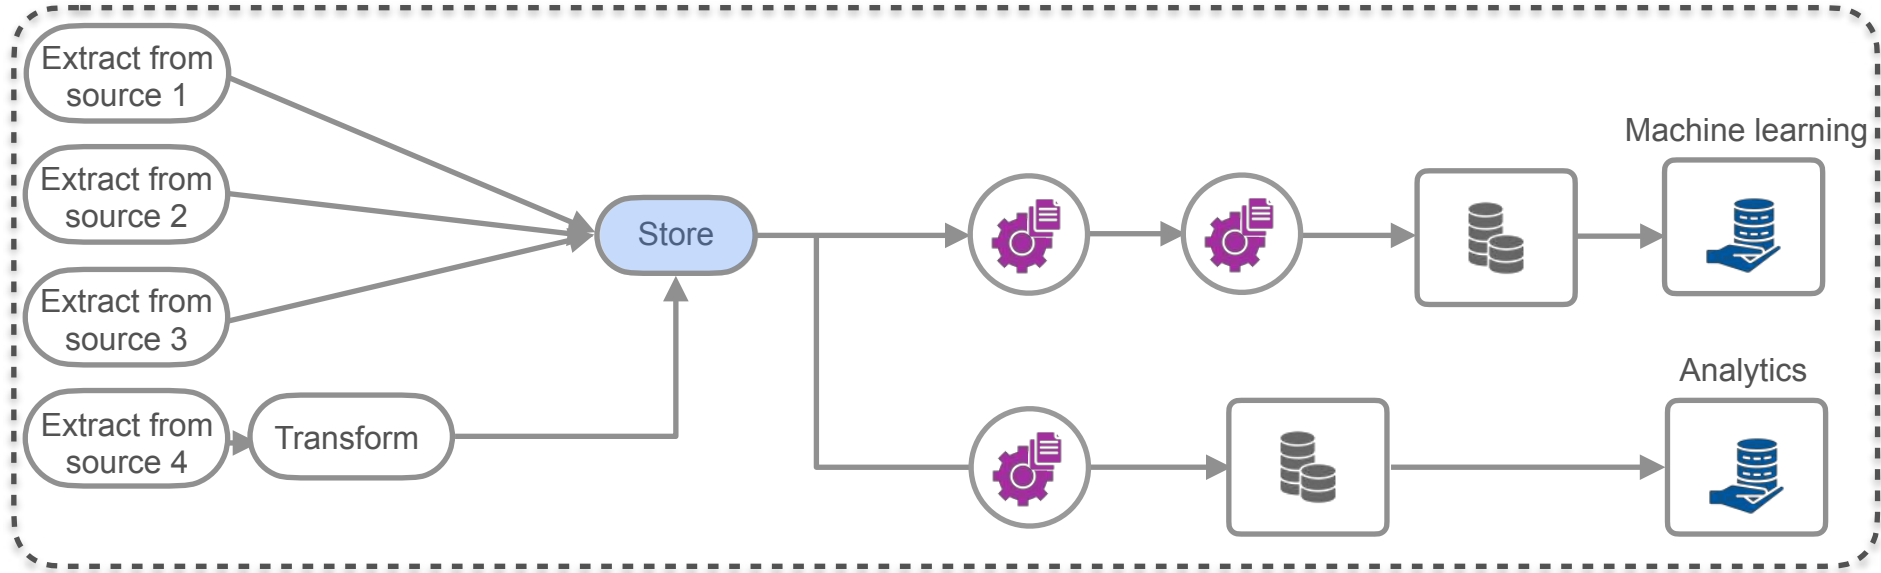 Extract from
source 1
Extract from
source 2
Extract from
source 3
Extract from
source 4
Transform
Store
Machine learning
Analytics